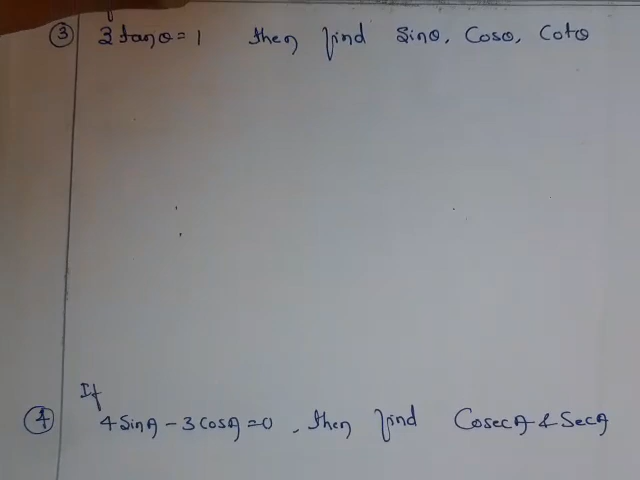 ③ 3 tanθ = 1 then find Sinθ, Cosθ, Cotθ
If
④ 4 SinA - 3 CosA = 0, then find CosecA & SecA